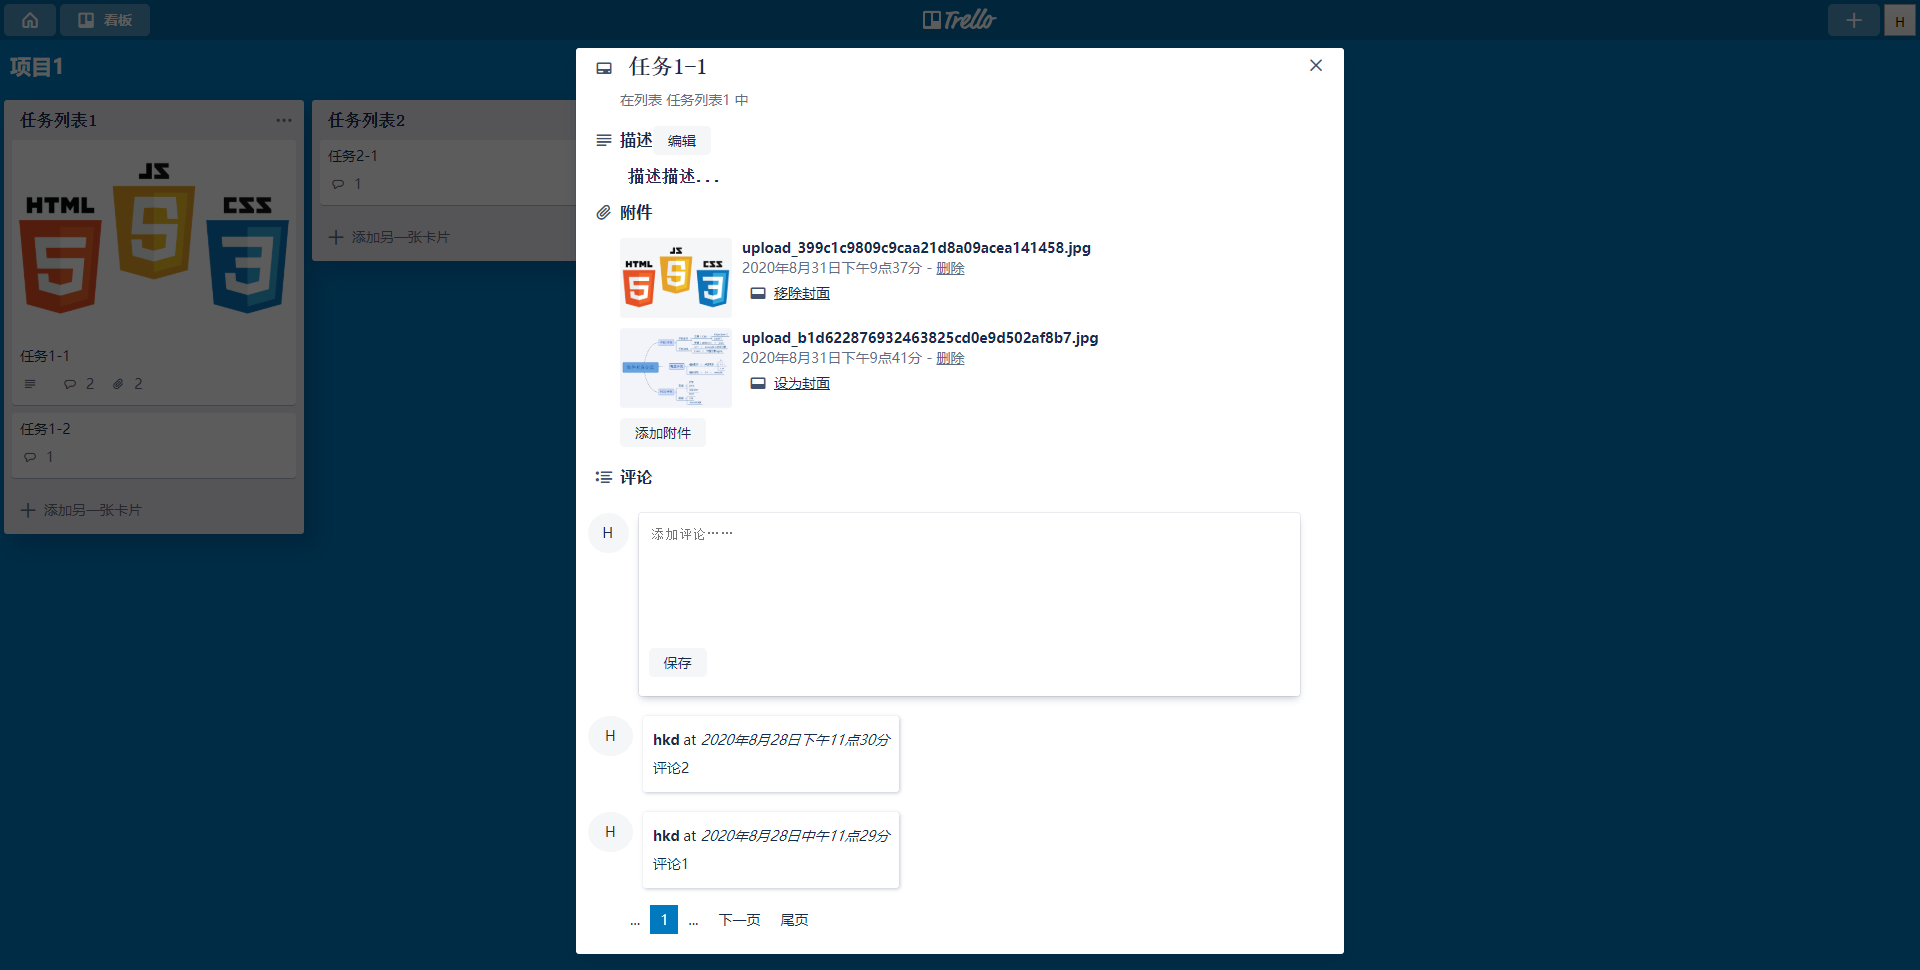 看板
Trello
H
项目1
任务列表1
JS
HTML
CSS
5
5
3
任务1-1
2
2
任务1-2
1
添加另一张卡片
任务列表2
任务2-1
1
添加另一张卡片
任务1-1
在列表 任务列表1 中
描述
编辑
描述描述...
附件
JS
HTML
CSS
5
5
3
upload_399c1c9809c9caa21d8a09acea141458.jpg
2020年8月31日下午9点37分 - 删除
移除封面
upload_b1d622876932463825cd0e9d502af8b7.jpg
2020年8月31日下午9点41分 - 删除
设为封面
添加附件
评论
H
添加评论……
保存
H
hkd at 2020年8月28日下午11点30分
评论2
H
hkd at 2020年8月28日中午11点29分
评论1
... 1 ... 下一页 尾页